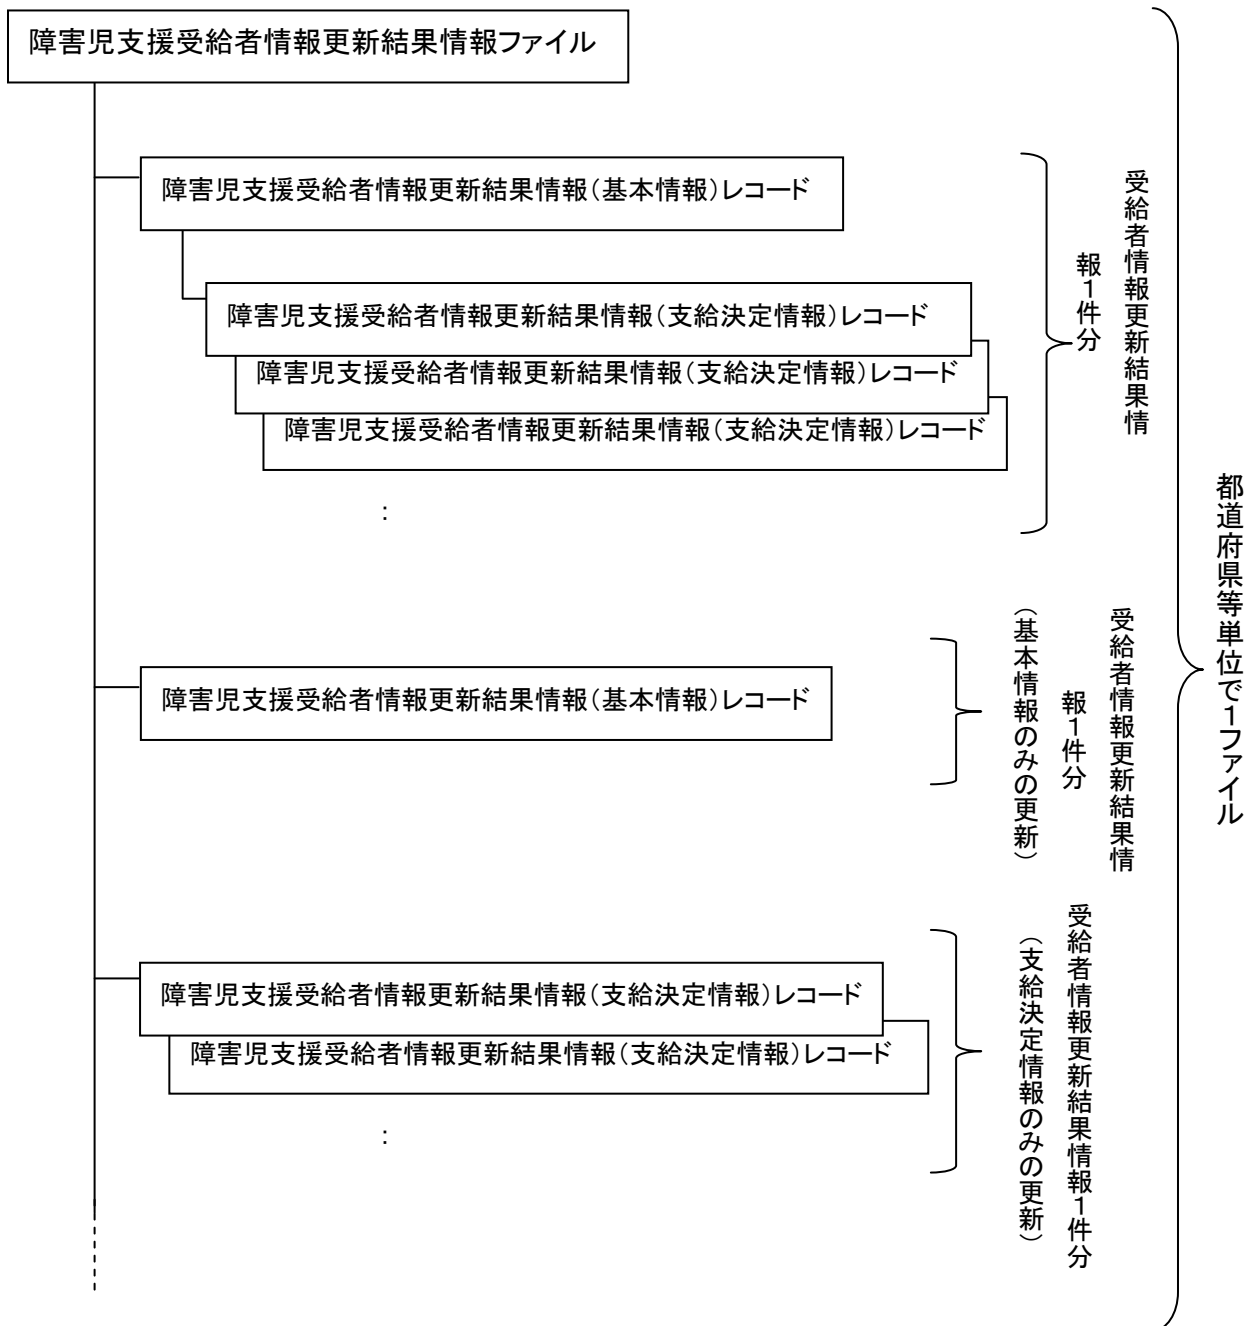 障害児支援受給者情報更新結果情報ファイル
障害児支援受給者情報更新結果情報(基本情報)レコード
障害児支援受給者情報更新結果情報(支給決定情報)レコード
障害児支援受給者情報更新結果情報(支給決定情報)レコード
障害児支援受給者情報更新結果情報(支給決定情報)レコード
:
受給者情報更新結果情
報1件分
障害児支援受給者情報更新結果情報(基本情報)レコード
受給者情報更新結果情
報1件分
(基本情報のみの更新)
障害児支援受給者情報更新結果情報(支給決定情報)レコード
障害児支援受給者情報更新結果情報(支給決定情報)レコード
:
受給者情報更新結果情報1件分
(支給決定情報のみの更新)
都道府県等単位で1ファイル